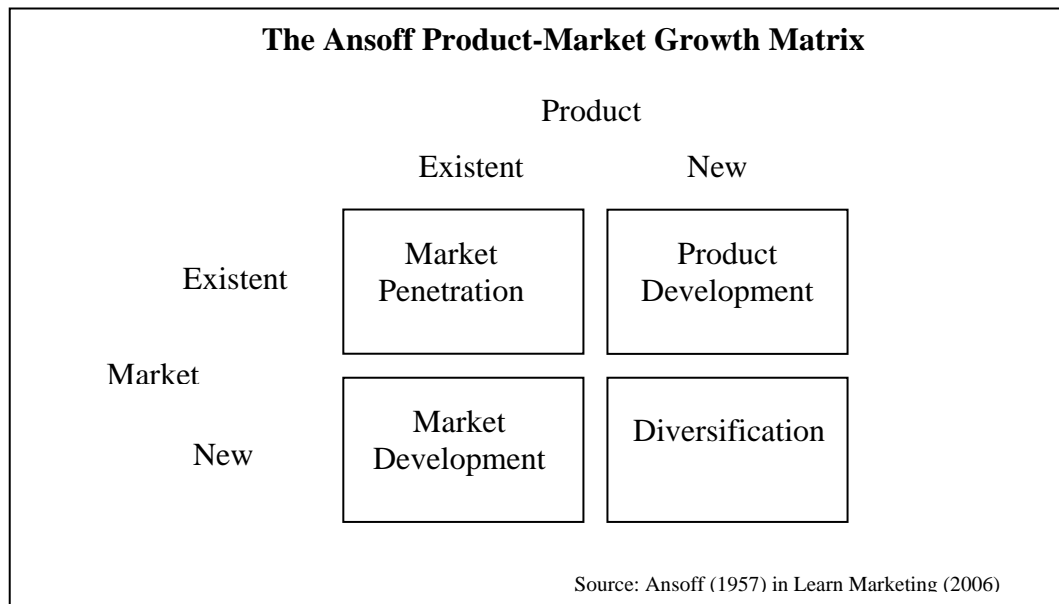 The Ansoff Product-Market Growth Matrix
Product
Existent New
Market
Penetration
Product
Development
Existent
Market
Market
Development
Diversification
New
Source: Ansoff (1957) in Learn Marketing (2006)